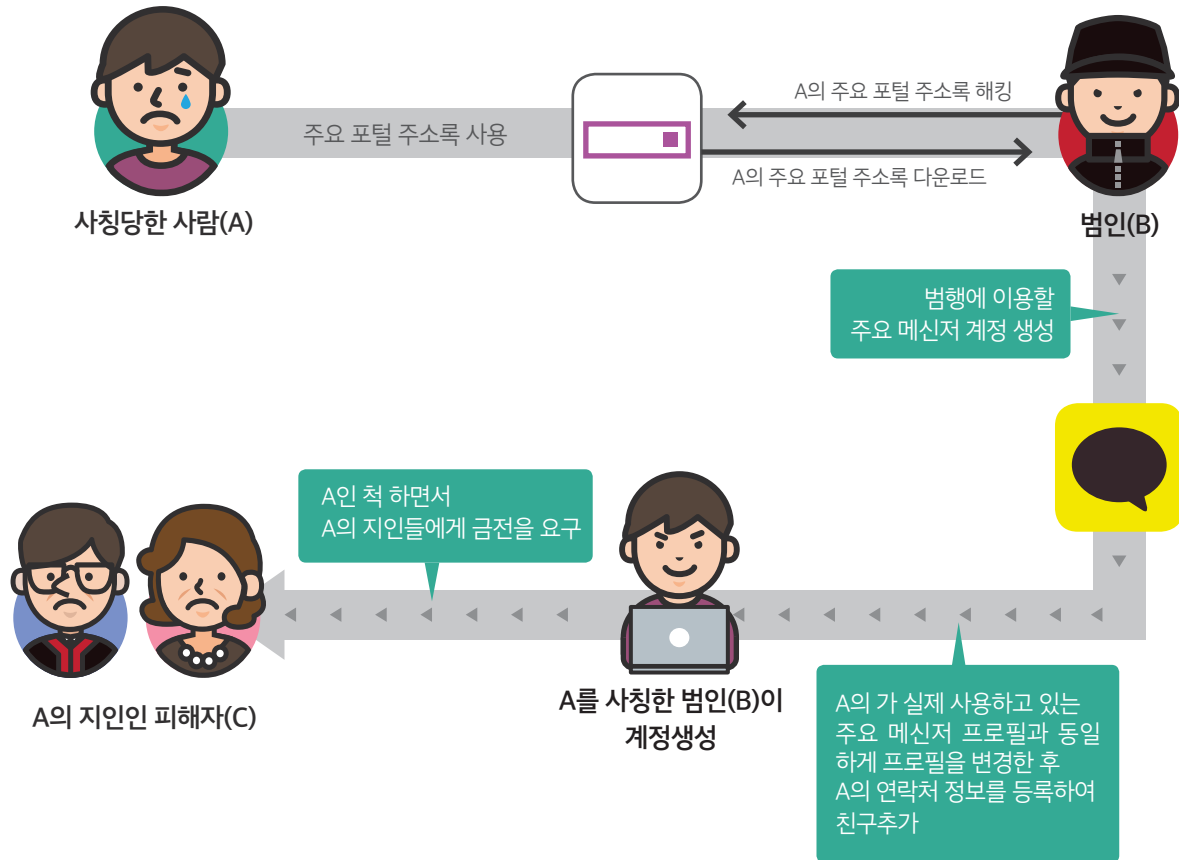 A의 주요 포털 주소록 해킹
주요 포털 주소록 사용
A의 주요 포털 주소록 다운로드
사칭당한 사람(A)
범인(B)
범행에 이용할
주요 메신저 계정 생성
A인 척 하면서
A의 지인들에게 금전을 요구
A의 지인인 피해자(C)
A를 사칭한 범인(B)이
계정생성
A의 가 실제 사용하고 있는
주요 메신저 프로필과 동일
하게 프로필을 변경한 후
A의 연락처 정보를 등록하여
친구추가